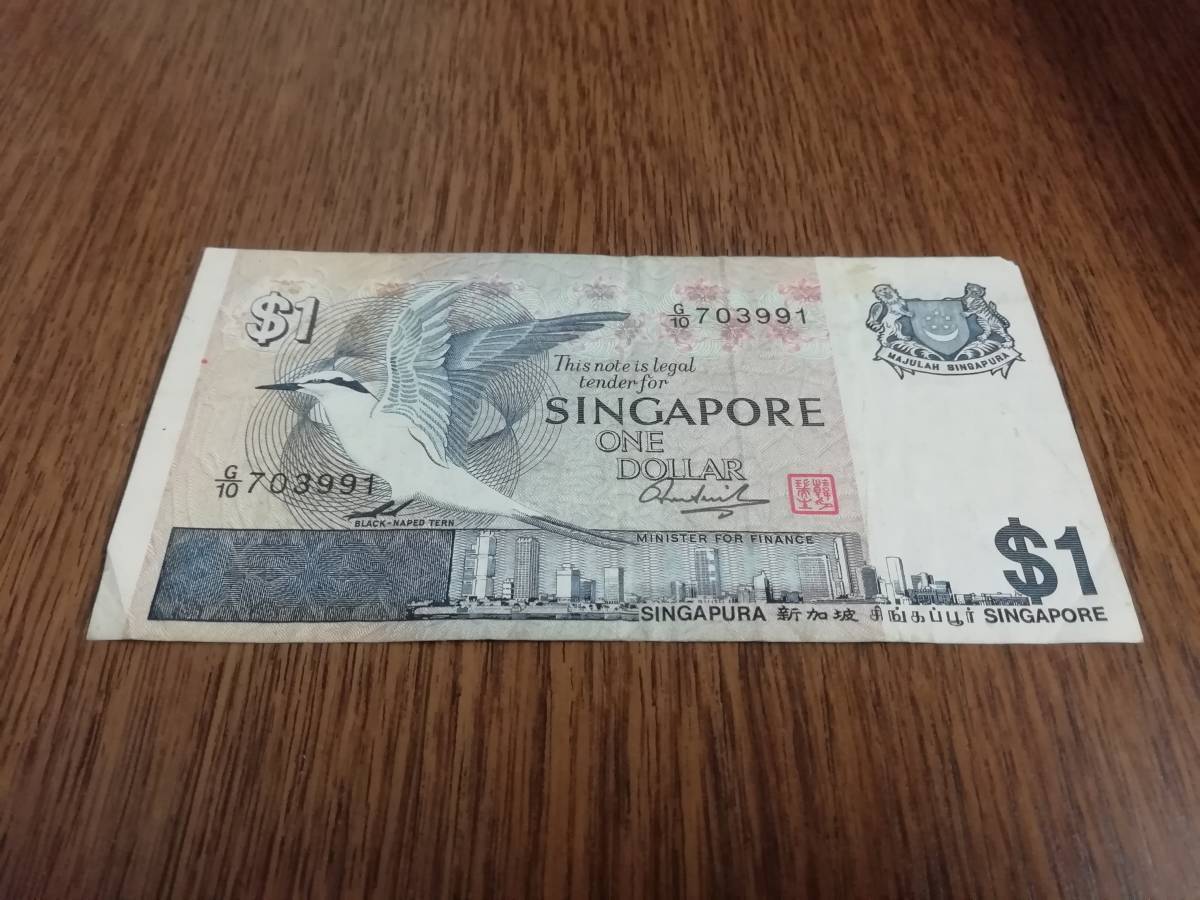 $1
G/10 703991
MAJULAH SINGAPURA
This note is legal
tender for
SINGAPORE
ONE
DOLLAR
G/10 703991
BLACK-NAPED TERN
MINISTER FOR FINANCE
$1
SINGAPURA 新加坡 சிங்கப்பூர் SINGAPORE